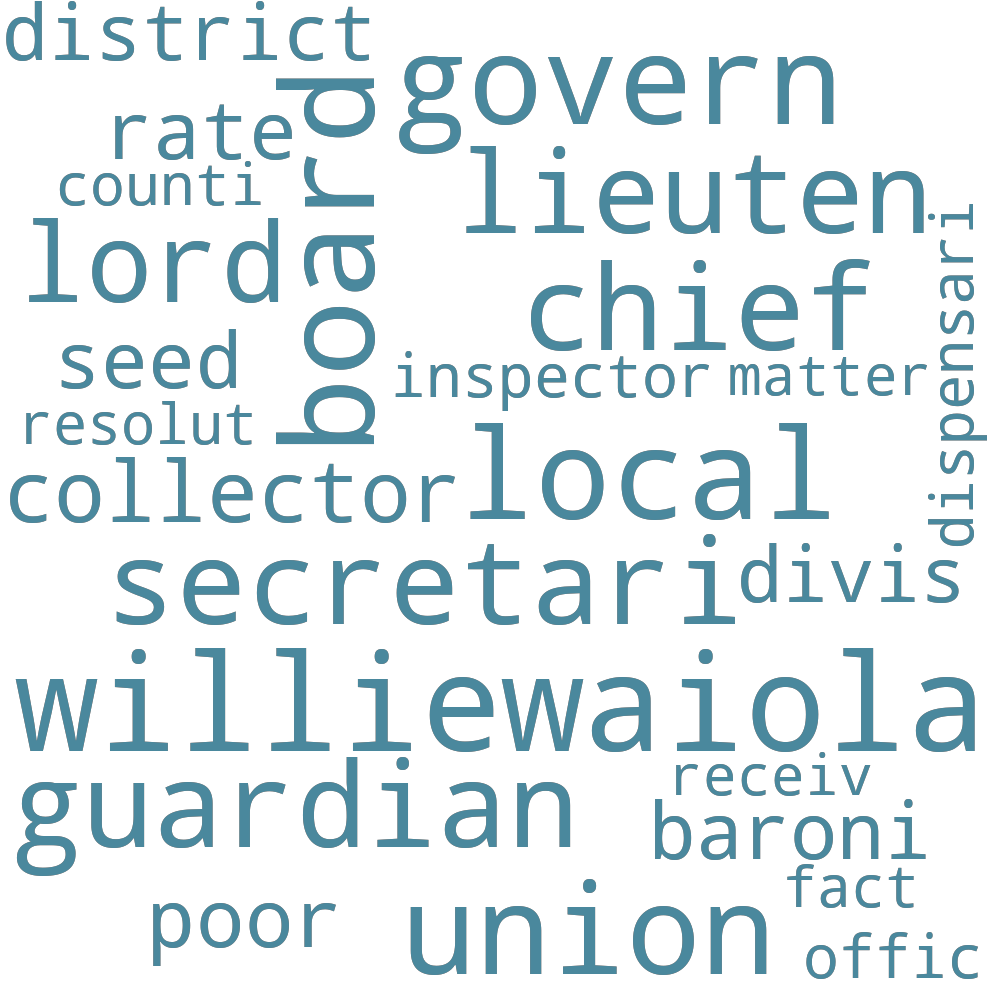 district
govern
board
rate
lieuten
counti
dispensari
lord
chief
seed
inspector
matter
resolut
local
collector
secretari
divis
williewaiola
receiv
guardian
baroni
fact
poor
union
offic